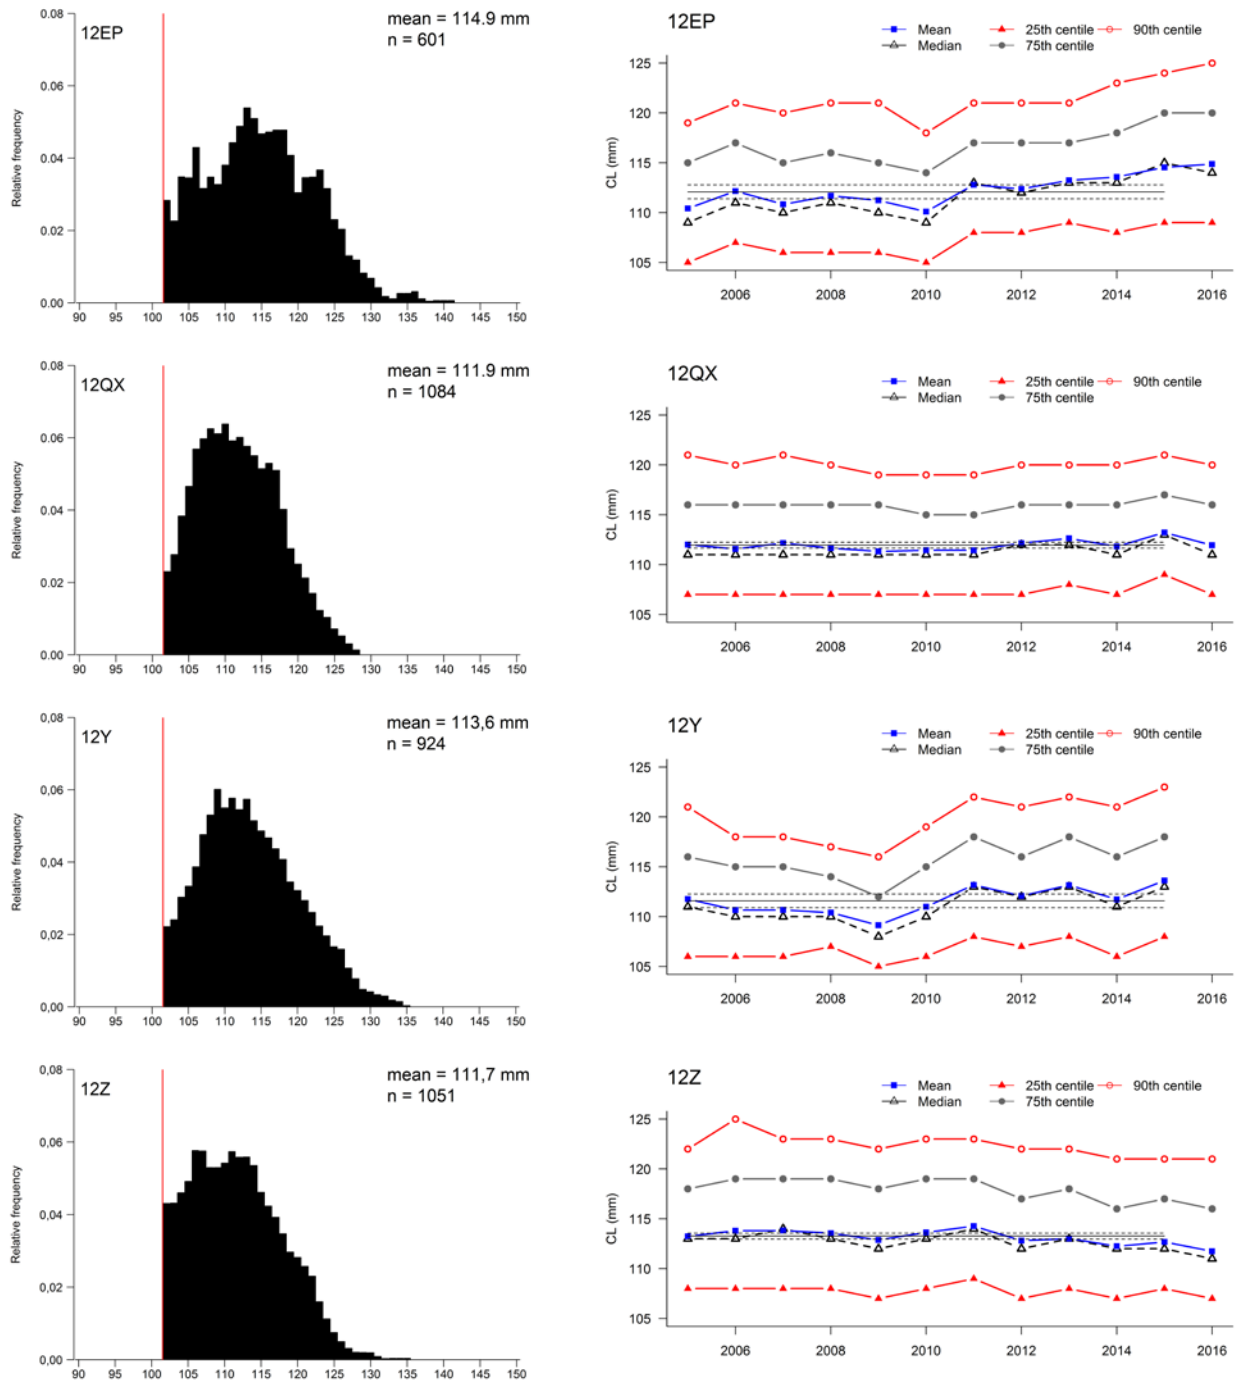 12EP
mean = 114.9 mm
n = 601
Relative frequency
0.08
0.06
0.04
0.02
0.00
90 95 100 105 110 115 120 125 130 135 140 145 150
12EP
Mean 25th centile 90th centile
Median 75th centile
CL (mm)
125
120
115
110
105
2006 2008 2010 2012 2014 2016
12QX
mean = 111.9 mm
n = 1084
Relative frequency
0.08
0.06
0.04
0.02
0.00
90 95 100 105 110 115 120 125 130 135 140 145 150
12QX
Mean 25th centile 90th centile
Median 75th centile
CL (mm)
125
120
115
110
105
2006 2008 2010 2012 2014 2016
12Y
mean = 113,6 mm
n = 924
Relative frequency
0,08
0,06
0,04
0,02
0,00
90 95 100 105 110 115 120 125 130 135 140 145 150
12Y
Mean 25th centile 90th centile
Median 75th centile
CL (mm)
125
120
115
110
105
2006 2008 2010 2012 2014 2016
12Z
mean = 111,7 mm
n = 1051
Relative frequency
0,08
0,06
0,04
0,02
0,00
90 95 100 105 110 115 120 125 130 135 140 145 150
12Z
Mean 25th centile 90th centile
Median 75th centile
CL (mm)
125
120
115
110
105
2006 2008 2010 2012 2014 2016